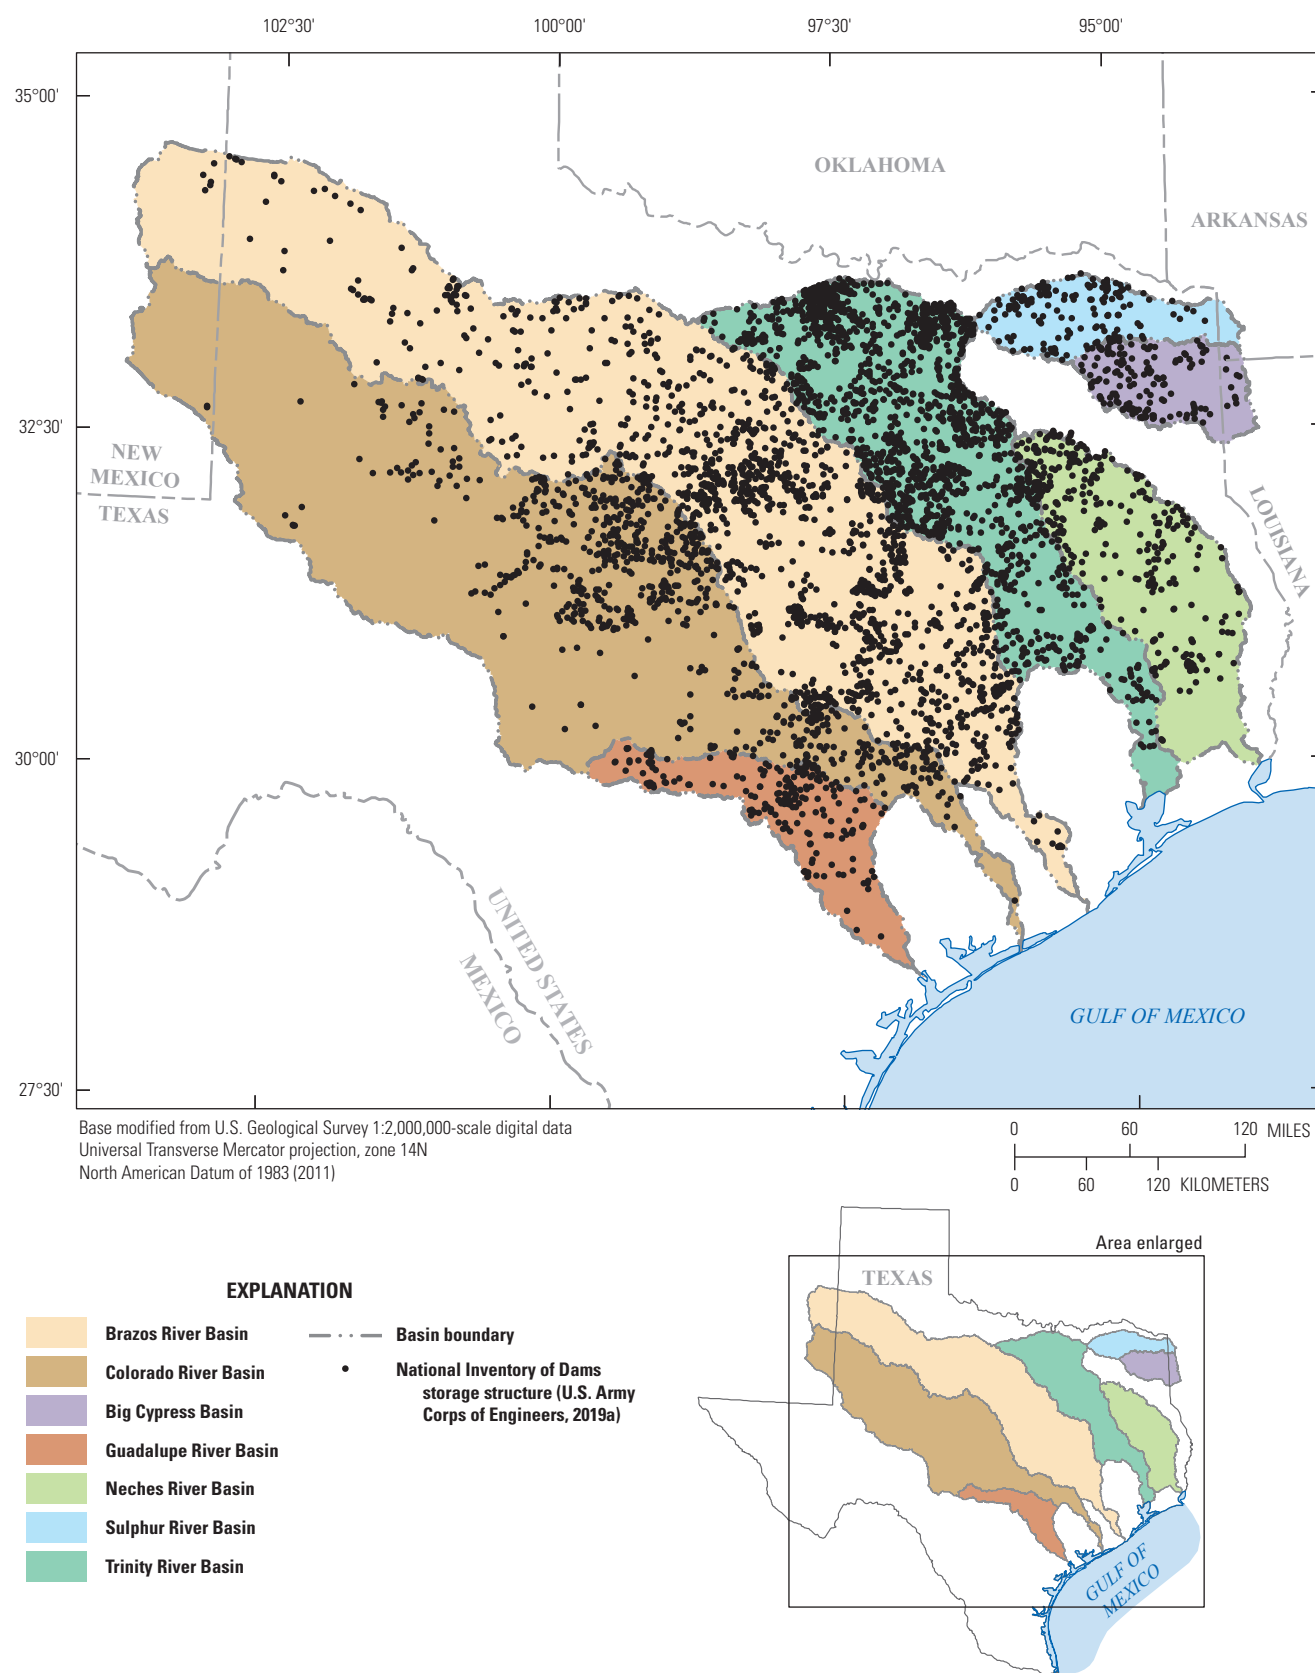 102°30'
100°00'
97°30'
95°00'
35°00'
OKLAHOMA
ARKANSAS
32°30'
NEW
MEXICO
TEXAS
LOUISIANA
30°00'
UNITED STATES
MEXICO
GULF OF MEXICO
27°30'
Base modified from U.S. Geological Survey 1:2,000,000-scale digital data
Universal Transverse Mercator projection, zone 14N
North American Datum of 1983 (2011)
0 60 120 MILES
0 60 120 KILOMETERS
Area enlarged
TEXAS
GULF OF
MEXICO
EXPLANATION
Brazos River Basin
Colorado River Basin
Big Cypress Basin
Guadalupe River Basin
Neches River Basin
Sulphur River Basin
Trinity River Basin
Basin boundary
National Inventory of Dams
storage structure (U.S. Army
Corps of Engineers, 2019a)